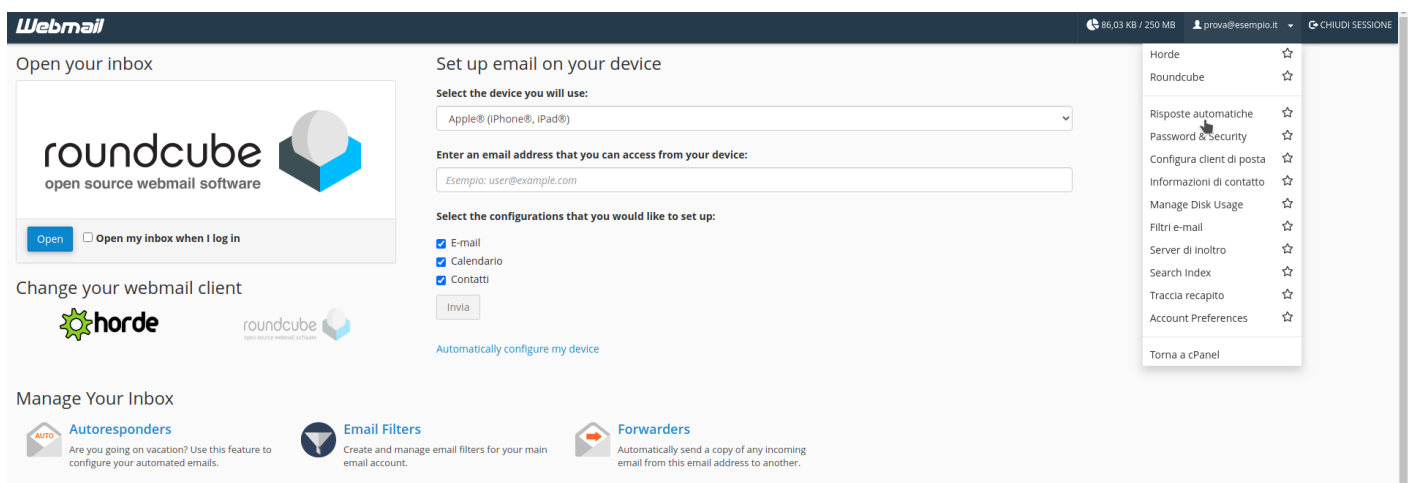 Webmail
86,03 KB / 250 MB
prova@esempio.it
CHIUDI SESSIONE
Open your inbox
roundcube
open source webmail software
Open
Open my inbox when I log in
Change your webmail client
horde
roundcube
open source webmail software
Set up email on your device
Select the device you will use:
Apple® (iPhone®, iPad®)
Enter an email address that you can access from your device:
Esempio: user@example.com
Select the configurations that you would like to set up:
E-mail
Calendario
Contatti
Invia
Automatically configure my device
Horde
Roundcube
Risposte automatiche
Password & Security
Configura client di posta
Informazioni di contatto
Manage Disk Usage
Filtri e-mail
Server di inoltro
Search Index
Traccia recapito
Account Preferences
Torna a cPanel
Manage Your Inbox
AUTO
Autoresponders
Are you going on vacation? Use this feature to
configure your automated emails.
Email Filters
Create and manage email filters for your main
email account.
Forwarders
Automatically send a copy of any incoming
email from this email address to another.